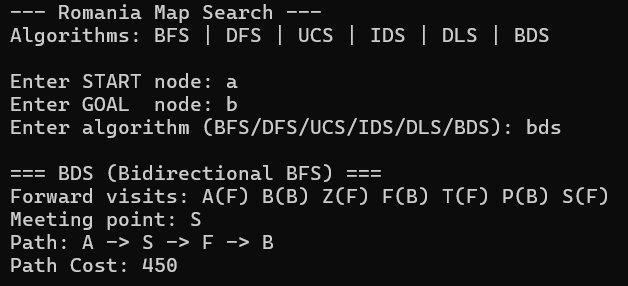 --- Romania Map Search ---
Algorithms: BFS | DFS | UCS | IDS | DLS | BDS
Enter START node: a
Enter GOAL  node: b
Enter algorithm (BFS/DFS/UCS/IDS/DLS/BDS): bds
=== BDS (Bidirectional BFS) ===
Forward visits: A(F) B(B) Z(F) F(B) T(F) P(B) S(F)
Meeting point: S
Path: A -> S -> F -> B
Path Cost: 450